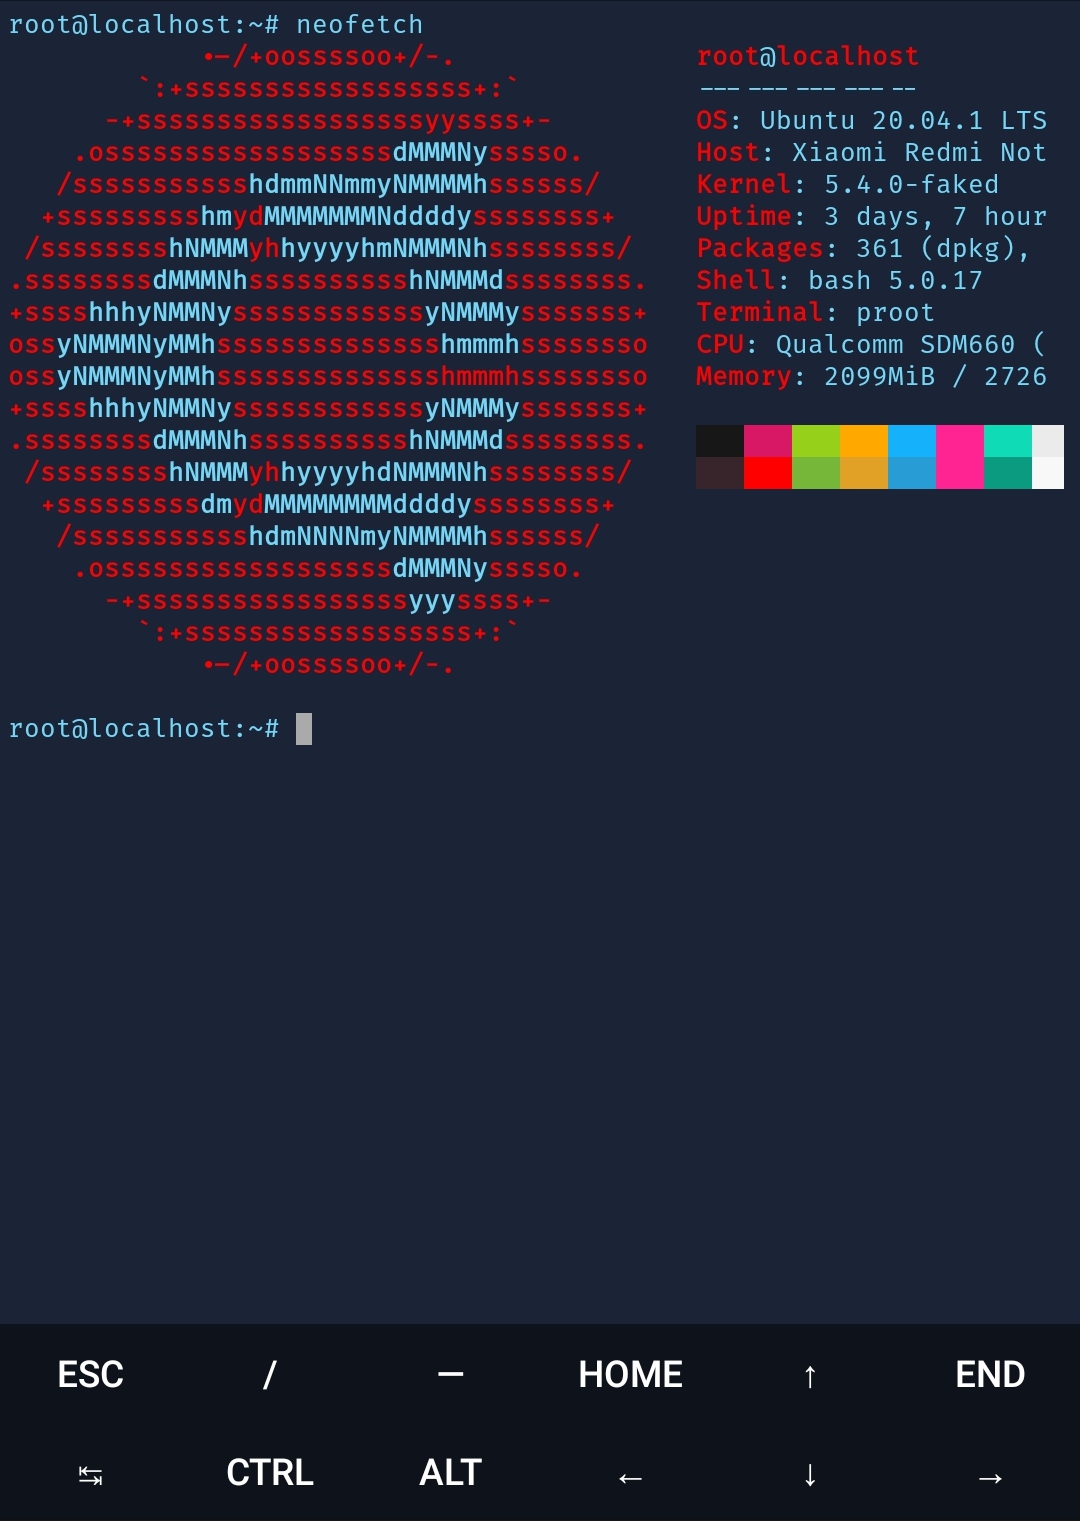 root@localhost:~# neofetch
•—/+oossssoo+/-. root@localhost
`:+ssssssssssssssssss+:` --- --- --- --- --
-+ssssssssssssssssssyyssss+- OS: Ubuntu 20.04.1 LTS
.ossssssssssssssssssdMMMNysssso. Host: Xiaomi Redmi Not
/ssssssssssshdmmNNmmyNMMMMhssssss/ Kernel: 5.4.0-faked
+ssssssssshmydMMMMMMMNddddyssssssss+ Uptime: 3 days, 7 hour
/sssssssshNMMMyhhyyyyhmNMMMNhssssssss/ Packages: 361 (dpkg),
.ssssssssdMMMNhsssssssssshNMMMdssssssss. Shell: bash 5.0.17
+sssshhhyNMMNyssssssssssssyNMMMysssssss+ Terminal: proot
ossyNMMMNyMMhsssssssssssssshmmmhssssssso CPU: Qualcomm SDM660 (
ossyNMMMNyMMhsssssssssssssshmmmhssssssso Memory: 2099MiB / 2726
+sssshhhyNMMNyssssssssssssyNMMMysssssss+
.ssssssssdMMMNhsssssssssshNMMMdssssssss.
/sssssssshNMMMyhhyyyyhdNMMMNhssssssss/
+sssssssssdmydMMMMMMMMddddyssssssss+
/ssssssssssshdmNNNNmyNMMMMhssssss/
.ossssssssssssssssssdMMMNysssso.
-+sssssssssssssssssyyyssss+-
`:+ssssssssssssssssss+:`
•—/+oossssoo+/-.
root@localhost:~#
ESC / — HOME ↑ END
↹ CTRL ALT ← ↓ →